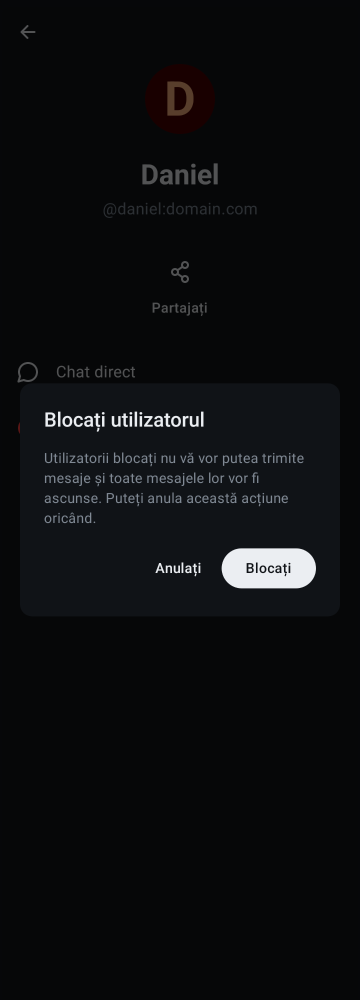 D
Daniel
@daniel:domain.com
Partajați
Chat direct
Blocați utilizatorul
Utilizatorii blocați nu vă vor putea trimite
mesaje și toate mesajele lor vor fi
ascunse. Puteți anula această acțiune
oricând.
Anulați
Blocați